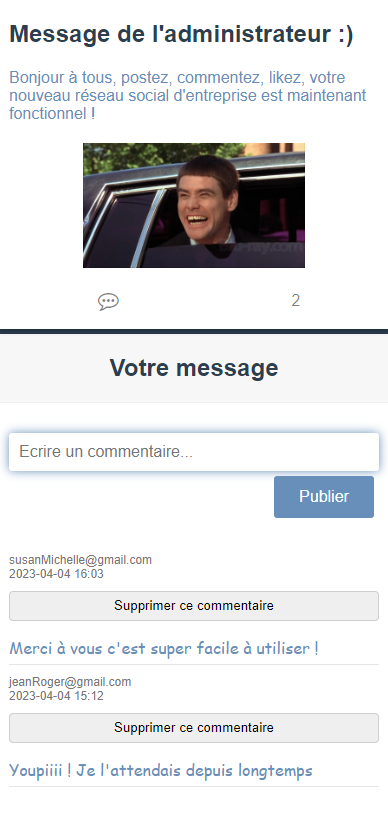 Message de l'administrateur :)
Bonjour à tous, postez, commentez, likez, votre
nouveau réseau social d'entreprise est maintenant
fonctionnel !
2
Votre message
Ecrire un commentaire...
Publier
susanMichelle@gmail.com
2023-04-04 16:03
Supprimer ce commentaire
Merci à vous c'est super facile à utiliser !
jeanRoger@gmail.com
2023-04-04 15:12
Supprimer ce commentaire
Youpiiii ! Je l'attendais depuis longtemps